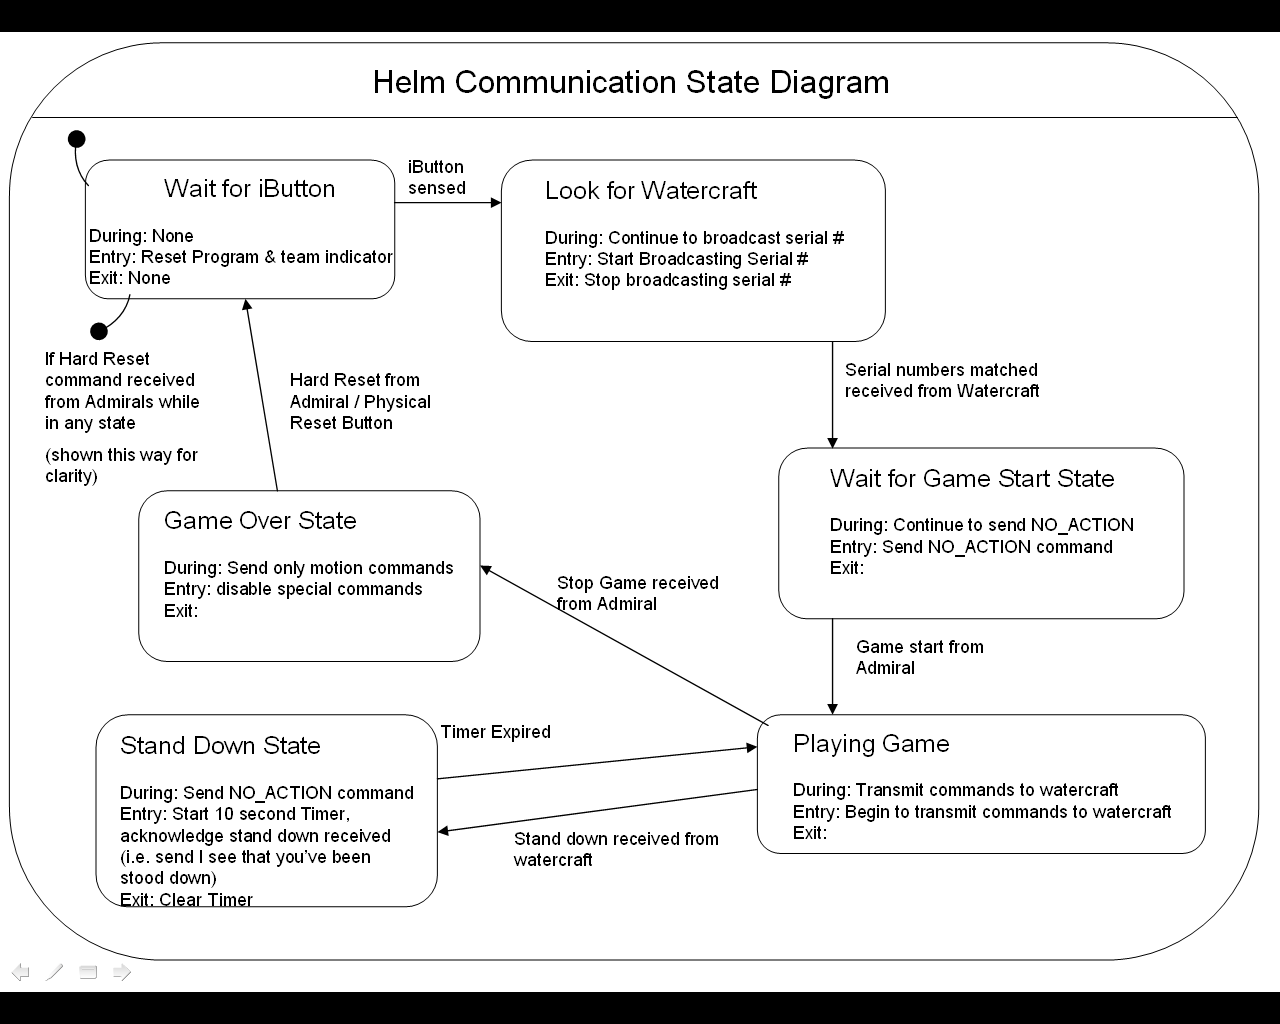 Helm Communication State Diagram
Wait for iButton
During: None
Entry: Reset Program & team indicator
Exit: None
iButton
sensed
Look for Watercraft
During: Continue to broadcast serial #
Entry: Start Broadcasting Serial #
Exit: Stop broadcasting serial #
If Hard Reset
command received
from Admirals while
in any state
(shown this way for
clarity)
Hard Reset from
Admiral / Physical
Reset Button
Serial numbers matched
received from Watercraft
Wait for Game Start State
During: Continue to send NO_ACTION
Entry: Send NO_ACTION command
Exit:
Game Over State
During: Send only motion commands
Entry: disable special commands
Exit:
Stop Game received
from Admiral
Game start from
Admiral
Stand Down State
During: Send NO_ACTION command
Entry: Start 10 second Timer,
acknowledge stand down received
(i.e. send I see that you've been
stood down)
Exit: Clear Timer
Timer Expired
Stand down received from
watercraft
Playing Game
During: Transmit commands to watercraft
Entry: Begin to transmit commands to watercraft
Exit: